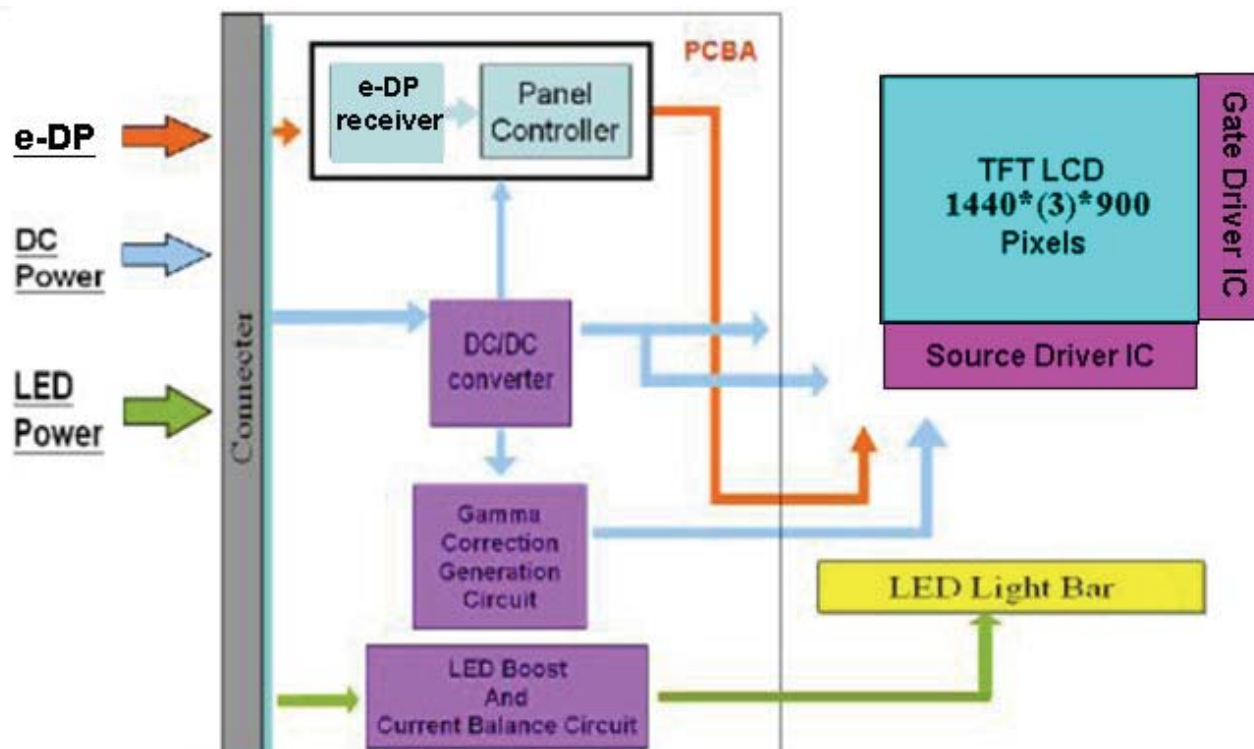 e-DP
DC
Power
LED
Power
Connecter
PCBA
e-DP
receiver
Panel
Controller
DC/DC
converter
Gamma
Correction
Generation
Circuit
LED Boost
And
Current Balance Circuit
TFT LCD
1440*(3)*900
Pixels
Gate Driver IC
Source Driver IC
LED Light Bar